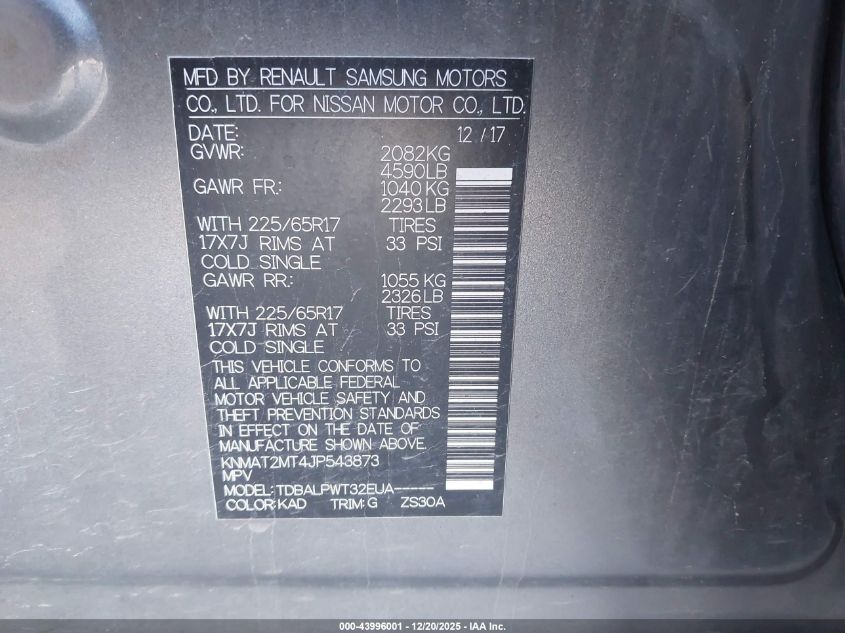 MFD BY RENAULT SAMSUNG MOTORS
CO., LTD. FOR NISSAN MOTOR CO., LTD.
DATE: 12 / 17
GVWR: 2082KG
4590LB
GAWR FR.: 1040 KG
2293 LB
WITH 225/65R17 TIRES
17X7J RIMS AT 33 PSI
COLD SINGLE
GAWR RR.: 1055 KG
2326 LB
WITH 225/65R17 TIRES
17X7J RIMS AT 33 PSI
COLD SINGLE
THIS VEHICLE CONFORMS TO
ALL APPLICABLE FEDERAL
MOTOR VEHICLE SAFETY AND
THEFT PREVENTION STANDARDS
IN EFFECT ON THE DATE OF
MANUFACTURE SHOWN ABOVE.
KNMAT2MT4JP543873
MPV
MODEL: TDBALPWT32EUA-----
COLOR: KAD TRIM: G ZS30A
000-43996001 - 12/20/2025 - IAA Inc.